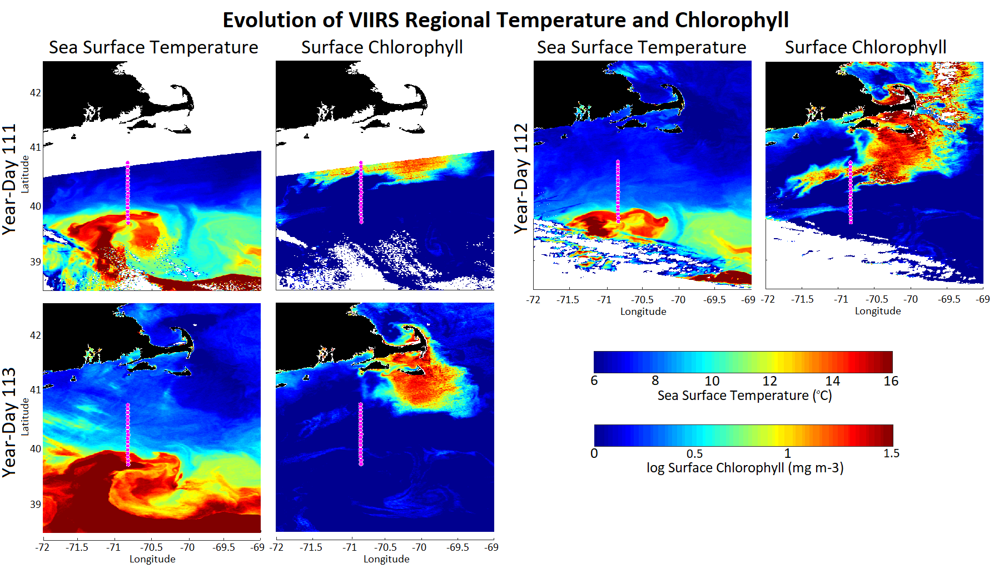 Evolution of VIIRS Regional Temperature and Chlorophyll
Sea Surface Temperature
Surface Chlorophyll
Sea Surface Temperature
Surface Chlorophyll
Year-Day 111
Latitude
42
41
40
39
Year-Day 112
-72 -71.5 -71 -70.5 -70 -69.5 -69
Longitude
-72 -71.5 -71 -70.5 -70 -69.5 -69
Longitude
Year-Day 113
Latitude
42
41
40
39
-72 -71.5 -71 -70.5 -70 -69.5 -69
Longitude
-72 -71.5 -71 -70.5 -70 -69.5 -69
Longitude
6 8 10 12 14 16
Sea Surface Temperature (°C)
0 0.5 1 1.5
log Surface Chlorophyll (mg m-3)